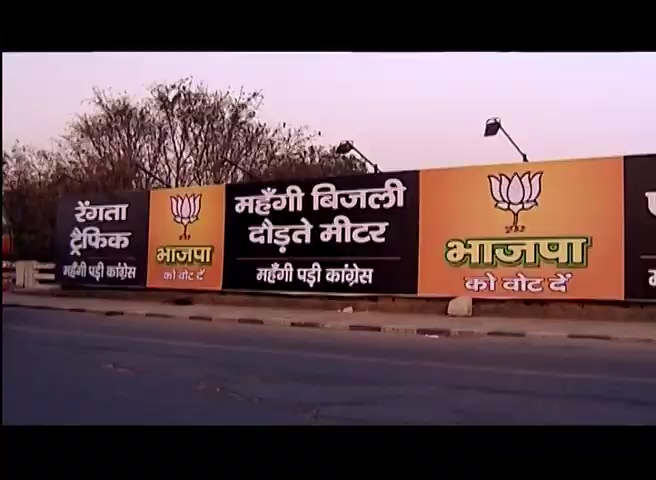 रेंगता
ट्रैफिक
महँगी पड़ी कांग्रेस
भाजपा
को वोट दें
महँगी बिजली
दौड़ते मीटर
महँगी पड़ी कांग्रेस
भाजपा
को वोट दें